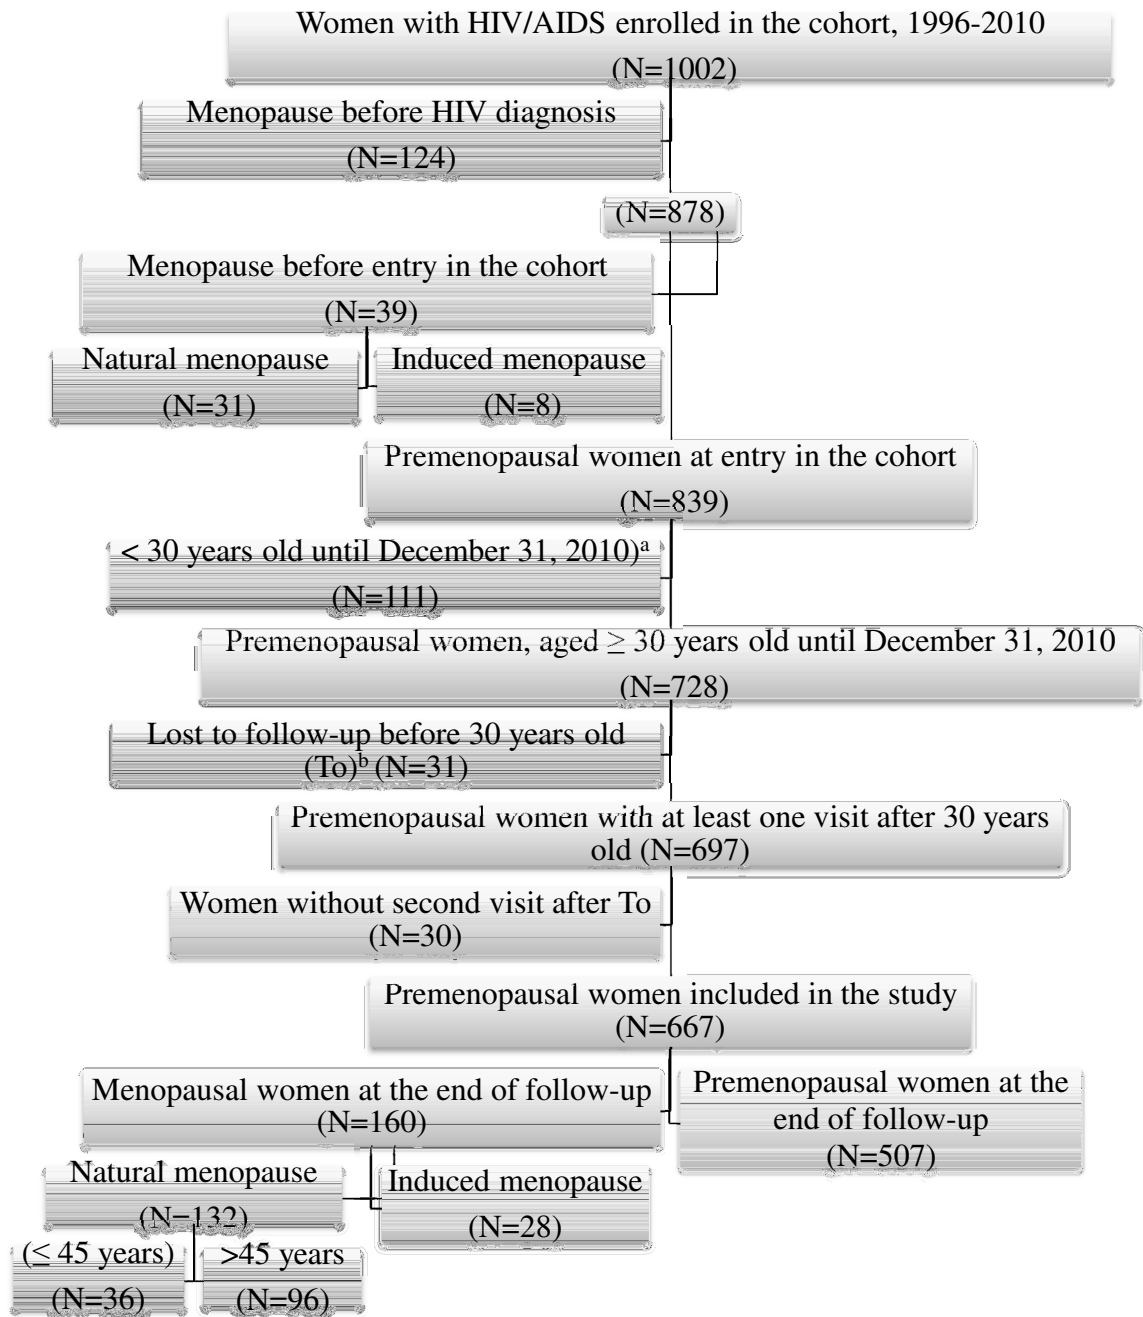 Women with HIV/AIDS enrolled in the cohort, 1996-2010
(N=1002)
Menopause before HIV diagnosis
(N=124)
(N=878)
Menopause before entry in the cohort
(N=39)
Natural menopause
(N=31)
Induced menopause
(N=8)
Premenopausal women at entry in the cohort
(N=839)
< 30 years old until December 31, 2010)ᵃ
(N=111)
Premenopausal women, aged ≥ 30 years old until December 31, 2010
(N=728)
Lost to follow-up before 30 years old
(To)ᵇ (N=31)
Premenopausal women with at least one visit after 30 years
old (N=697)
Women without second visit after To
(N=30)
Premenopausal women included in the study
(N=667)
Menopausal women at the end of follow-up
(N=160)
Premenopausal women at the
end of follow-up
(N=507)
Natural menopause
(N=132)
Induced menopause
(N=28)
(≤ 45 years)
(N=36)
>45 years
(N=96)